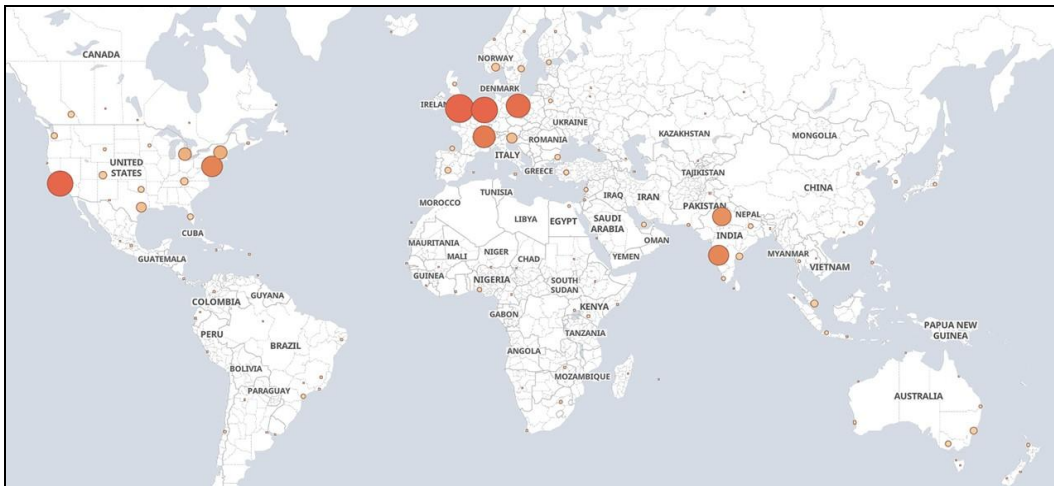 CANADA
NORWAY
DENMARK
IRELAN
UKRAINE
KAZAKHSTAN
MONGOLIA
ROMANIA
ITALY
UNITED
STATES
GREECE
TAJIKISTAN
CHINA
TUNISIA
IRAQ
IRAN
MOROCCO
PAKISTAN
NEPAL
LIBYA
EGYPT
SAUDI
ARABIA
CUBA
INDIA
OMAN
MAURITANIA
MALI
NIGER
CHAD
YEMEN
MYANMAR
GUATEMALA
VIETNAM
GUINEA
NIGERIA
SOUTH
SUDAN
COLOMBIA
GUYANA
GABON
KENYA
PERU
TANZANIA
PAPUA NEW
GUINEA
BRAZIL
ANGOLA
BOLIVIA
MOZAMBIQUE
PARAGUAY
AUSTRALIA